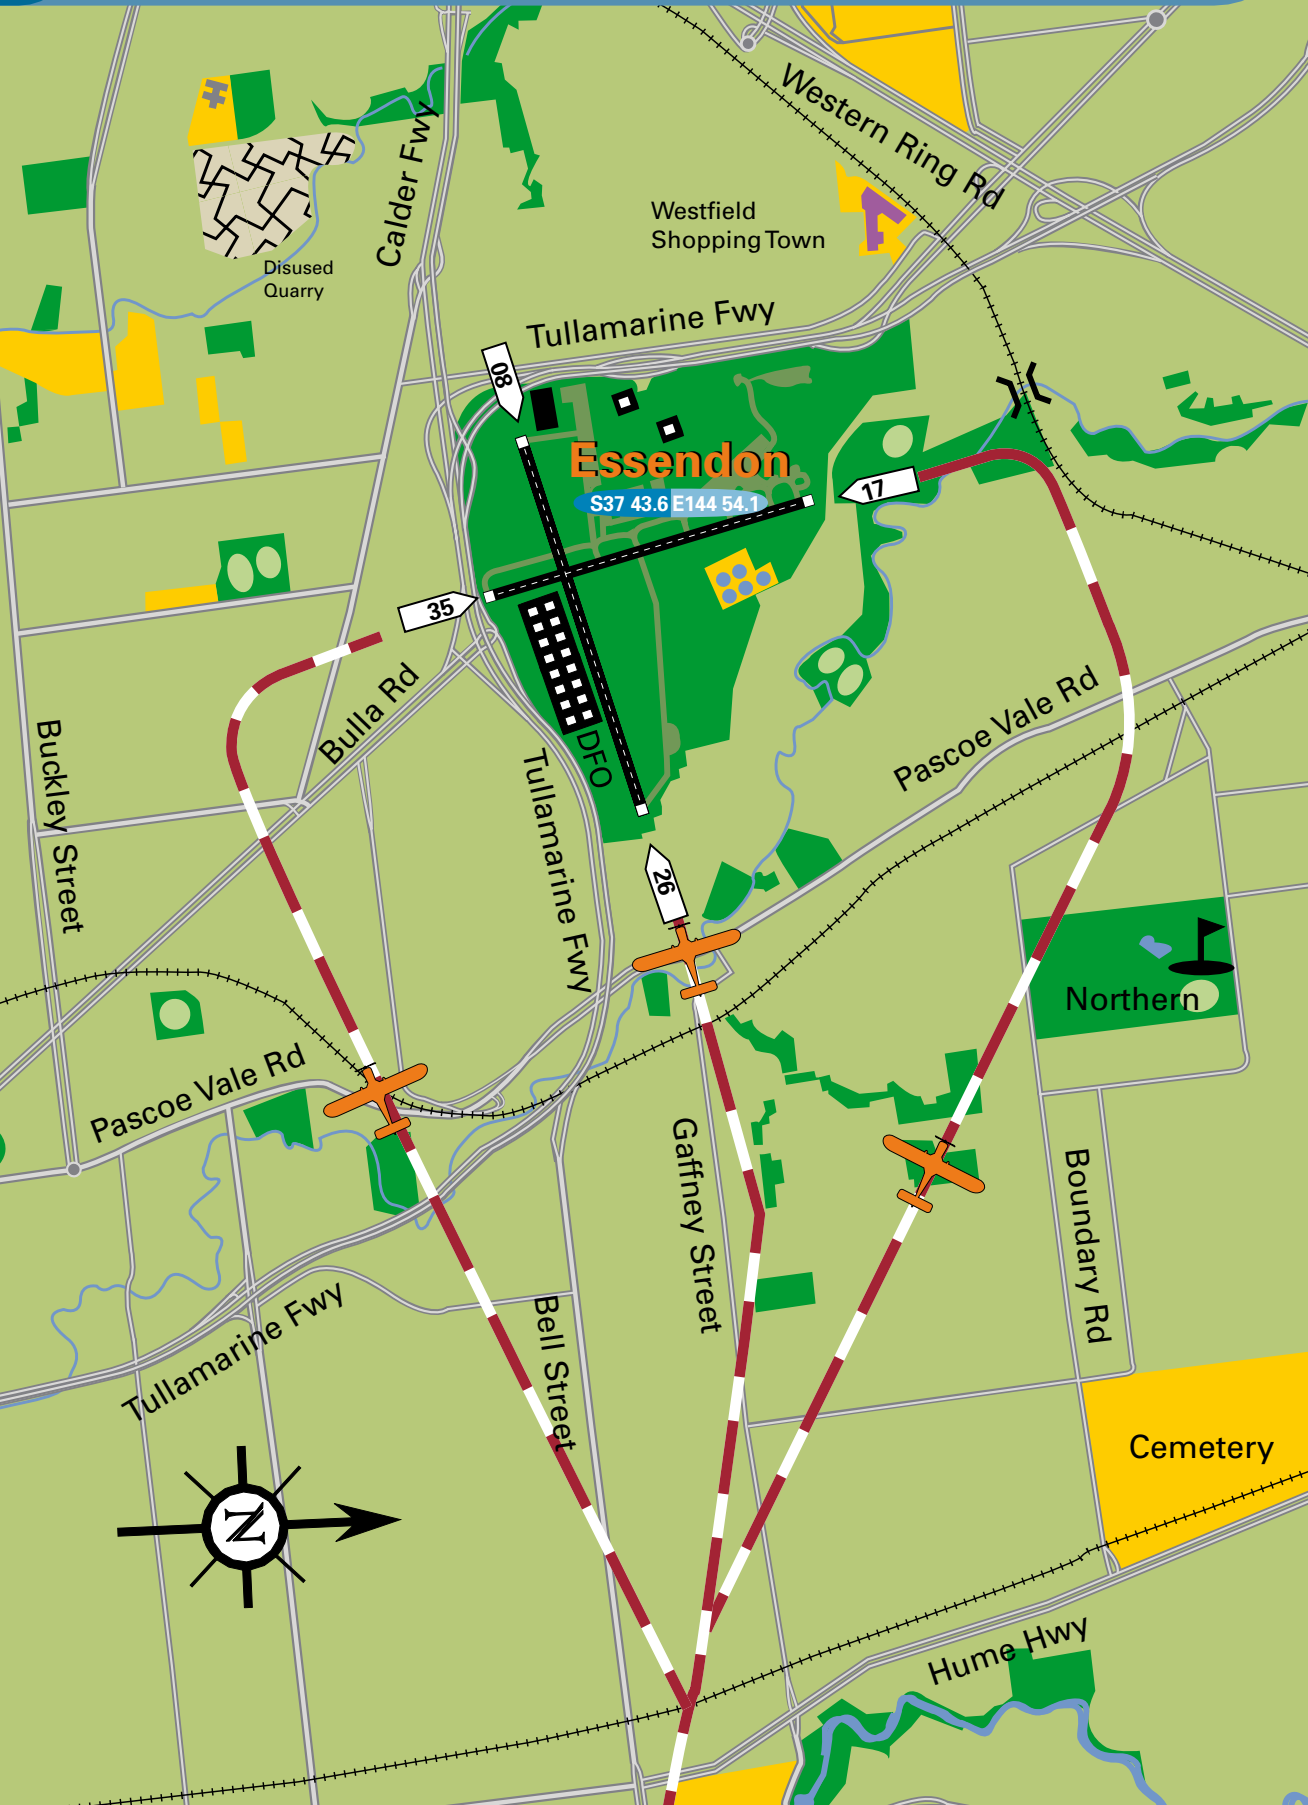 Western Ring Rd
Calder Fwy
Westfield
Shopping Town
Disused
Quarry
Tullamarine Fwy
08
Essendon
S37 43.6 E144 54.1
17
35
Bulla Rd
Pascoe Vale Rd
Buckley Street
DFO
Tullamarine Fwy
26
Northern
Pascoe Vale Rd
Gaffney Street
Boundary Rd
Tullamarine Fwy
Bell Street
Cemetery
N
Hume Hwy